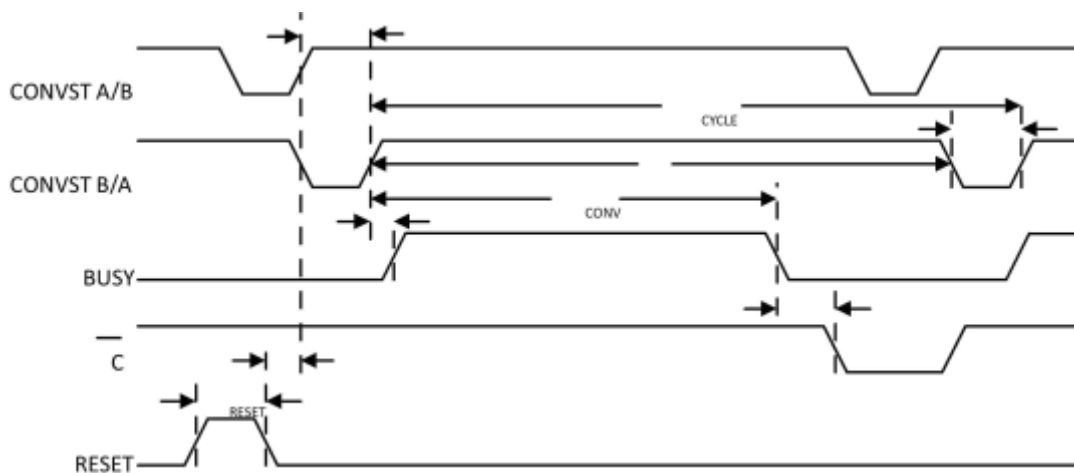 CONVST A/B
CYCLE
CONVST B/A
CONV
BUSY
C
RESET
RESET